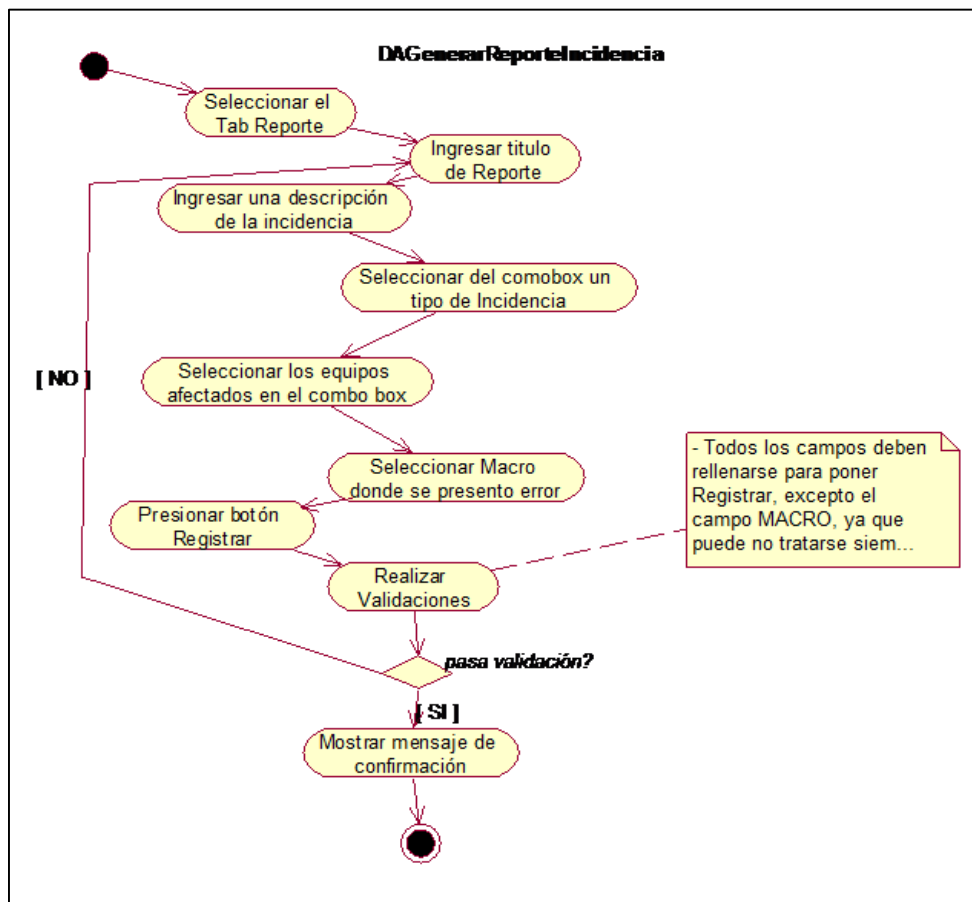 DAGenerarReporteIncidencia
Seleccionar el
Tab Reporte
Ingresar titulo
de Reporte
Ingresar una descripción
de la incidencia
Seleccionar del comobox un
tipo de Incidencia
Seleccionar los equipos
afectados en el combo box
[ NO ]
Seleccionar Macro
donde se presento error
- Todos los campos deben
rellenarse para poner
Registrar, excepto el
campo MACRO, ya que
puede no tratarse siem...
Presionar botón
Registrar
Realizar
Validaciones
pasa validación?
[ SI ]
Mostrar mensaje de
confirmación